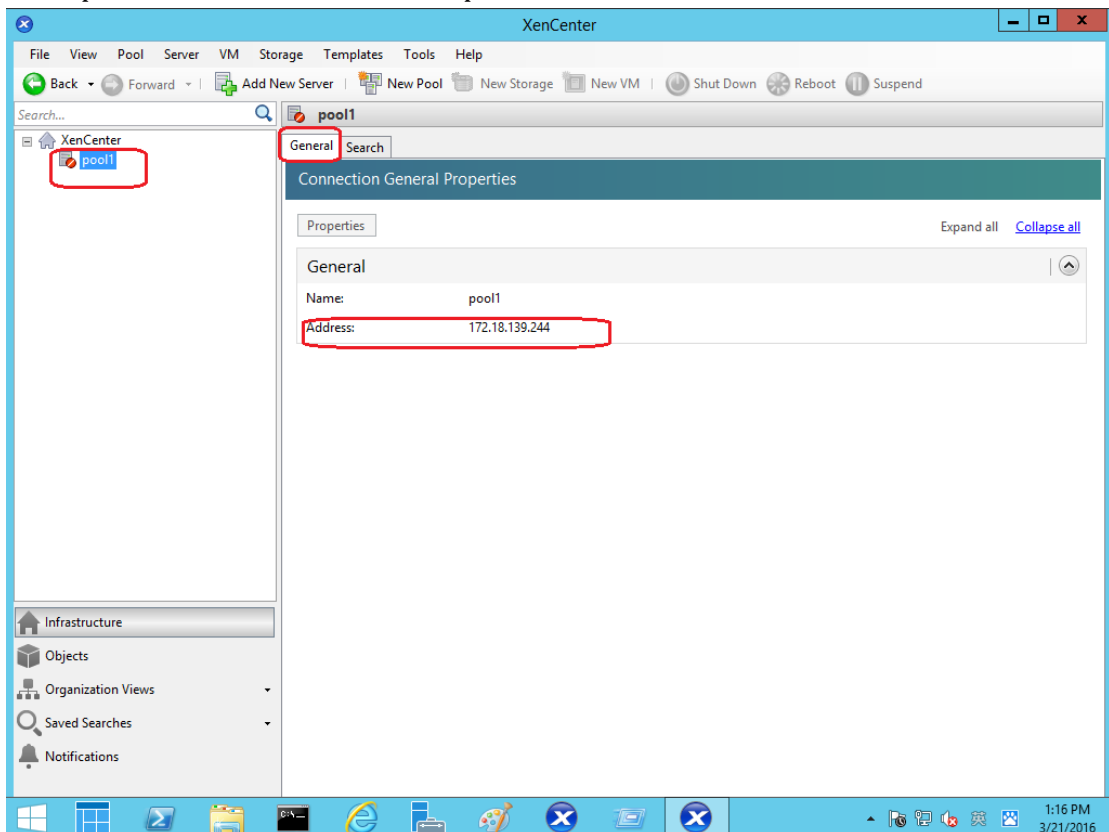 XenCenter
File View Pool Server VM Storage Templates Tools Help
Back Forward Add New Server New Pool New Storage New VM Shut Down Reboot Suspend
Search...
pool1
XenCenter
pool1
General Search
Connection General Properties
Properties Expand all Collapse all
General
Name: pool1
Address: 172.18.139.244
Infrastructure
Objects
Organization Views
Saved Searches
Notifications
英
1:16 PM
3/21/2016